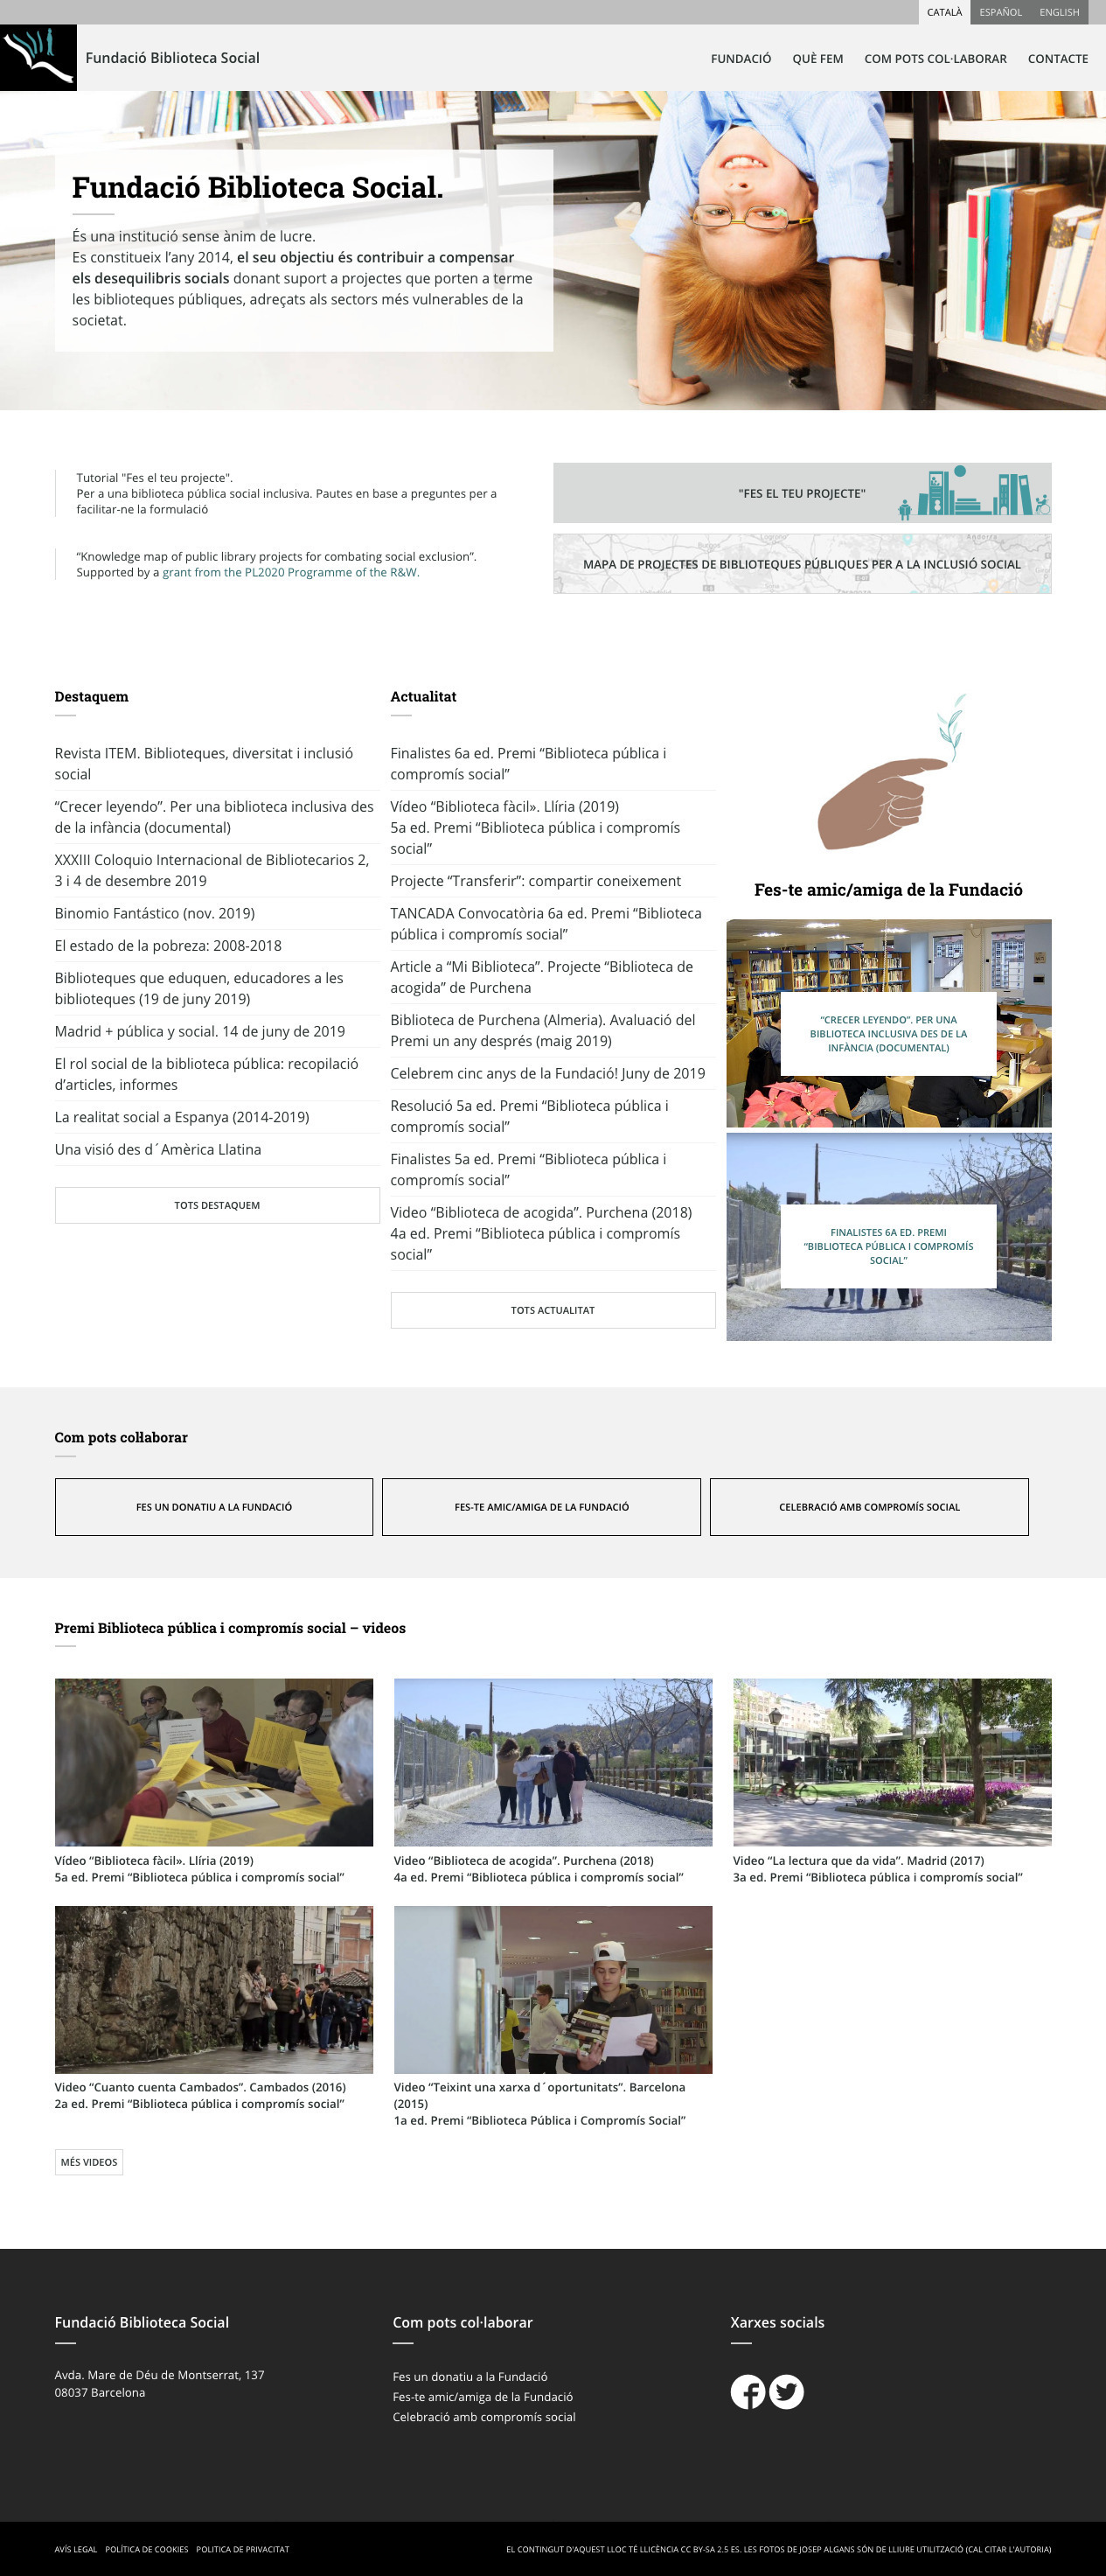 CATALÀ
ESPAÑOL
ENGLISH
Fundació Biblioteca Social
FUNDACIÓ
QUÈ FEM
COM POTS COL·LABORAR
CONTACTE
Fundació Biblioteca Social.
És una institució sense ànim de lucre.
Es constitueix l’any 2014, el seu objectiu és contribuir a compensar
els desequilibris socials donant suport a projectes que porten a terme
les biblioteques públiques, adreçats als sectors més vulnerables de la
societat.
Tutorial "Fes el teu projecte".
Per a una biblioteca pública social inclusiva. Pautes en base a preguntes per a
facilitar-ne la formulació
"FES EL TEU PROJECTE"
“Knowledge map of public library projects for combating social exclusion”.
Supported by a grant from the PL2020 Programme of the R&W.
MAPA DE PROJECTES DE BIBLIOTEQUES PÚBLIQUES PER A LA INCLUSIÓ SOCIAL
Destaquem
Revista ITEM. Biblioteques, diversitat i inclusió
social
“Crecer leyendo”. Per una biblioteca inclusiva des
de la infància (documental)
XXXIII Coloquio Internacional de Bibliotecarios 2,
3 i 4 de desembre 2019
Binomio Fantástico (nov. 2019)
El estado de la pobreza: 2008-2018
Biblioteques que eduquen, educadores a les
biblioteques (19 de juny 2019)
Madrid + pública y social. 14 de juny de 2019
El rol social de la biblioteca pública: recopilació
d’articles, informes
La realitat social a Espanya (2014-2019)
Una visió des d´Amèrica Llatina
TOTS DESTAQUEM
Actualitat
Finalistes 6a ed. Premi “Biblioteca pública i
compromís social”
Vídeo “Biblioteca fàcil». Llíria (2019)
5a ed. Premi “Biblioteca pública i compromís
social”
Projecte “Transferir”: compartir coneixement
TANCADA Convocatòria 6a ed. Premi “Biblioteca
pública i compromís social”
Article a “Mi Biblioteca”. Projecte “Biblioteca de
acogida” de Purchena
Biblioteca de Purchena (Almeria). Avaluació del
Premi un any després (maig 2019)
Celebrem cinc anys de la Fundació! Juny de 2019
Resolució 5a ed. Premi “Biblioteca pública i
compromís social”
Finalistes 5a ed. Premi “Biblioteca pública i
compromís social”
Video “Biblioteca de acogida”. Purchena (2018)
4a ed. Premi “Biblioteca pública i compromís
social”
TOTS ACTUALITAT
Fes-te amic/amiga de la Fundació
“CRECER LEYENDO”. PER UNA
BIBLIOTECA INCLUSIVA DES DE LA
INFÀNCIA (DOCUMENTAL)
FINALISTES 6A ED. PREMI
“BIBLIOTECA PÚBLICA I COMPROMÍS
SOCIAL”
Com pots col·laborar
FES UN DONATIU A LA FUNDACIÓ
FES-TE AMIC/AMIGA DE LA FUNDACIÓ
CELEBRACIÓ AMB COMPROMÍS SOCIAL
Premi Biblioteca pública i compromís social – videos
Vídeo “Biblioteca fàcil». Llíria (2019)
5a ed. Premi “Biblioteca pública i compromís social”
Video “Biblioteca de acogida”. Purchena (2018)
4a ed. Premi “Biblioteca pública i compromís social”
Video “La lectura que da vida”. Madrid (2017)
3a ed. Premi “Biblioteca pública i compromís social”
Video “Cuanto cuenta Cambados”. Cambados (2016)
2a ed. Premi “Biblioteca pública i compromís social”
Video “Teixint una xarxa d´oportunitats”. Barcelona
(2015)
1a ed. Premi “Biblioteca Pública i Compromís Social”
MÉS VIDEOS
Fundació Biblioteca Social
Avda. Mare de Déu de Montserrat, 137
08037 Barcelona
Com pots col·laborar
Fes un donatiu a la Fundació
Fes-te amic/amiga de la Fundació
Celebració amb compromís social
Xarxes socials
AVÍS LEGAL
POLÍTICA DE COOKIES
POLITICA DE PRIVACITAT
EL CONTINGUT D'AQUEST LLOC TÉ LLICÈNCIA CC BY-SA 2.5 ES. LES FOTOS DE JOSEP ALGANS SÓN DE LLIURE UTILITZACIÓ (CAL CITAR L'AUTORIA)